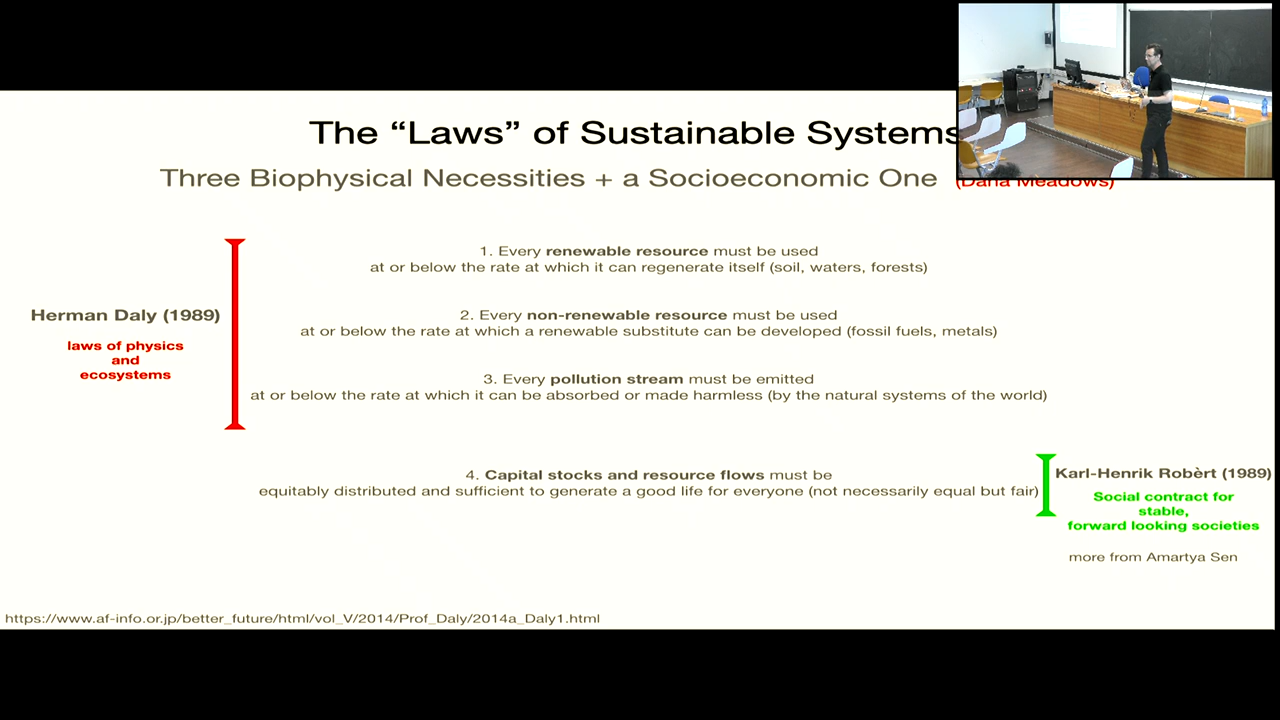 The “Laws” of Sustainable Systems
Three Biophysical Necessities + a Socioeconomic One (Dana Meadows)
1. Every renewable resource must be used
at or below the rate at which it can regenerate itself (soil, waters, forests)
Herman Daly (1989)
laws of physics
and
ecosystems
2. Every non-renewable resource must be used
at or below the rate at which a renewable substitute can be developed (fossil fuels, metals)
3. Every pollution stream must be emitted
at or below the rate at which it can be absorbed or made harmless (by the natural systems of the world)
4. Capital stocks and resource flows must be
equitably distributed and sufficient to generate a good life for everyone (not necessarily equal but fair)
Karl-Henrik Robèrt (1989)
Social contract for
stable,
forward looking societies
more from Amartya Sen
https://www.af-info.or.jp/better_future/html/vol_V/2014/Prof_Daly/2014a_Daly1.html